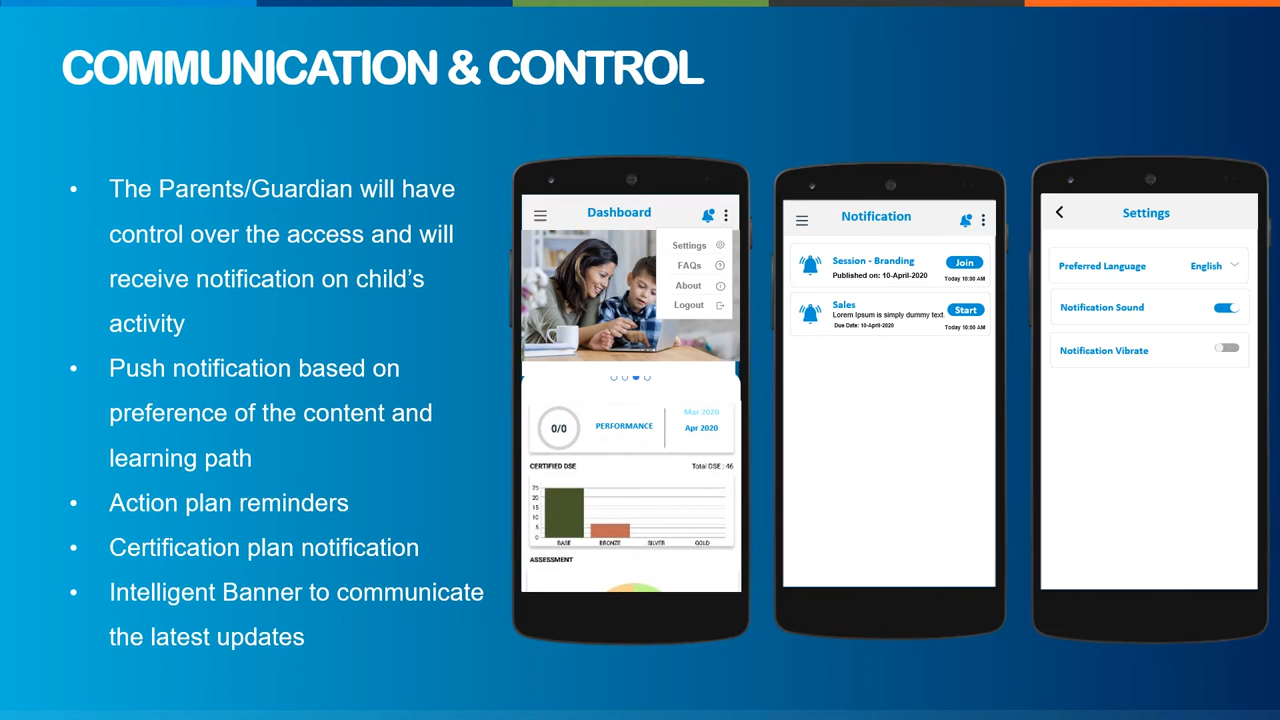 COMMUNICATION & CONTROL
• The Parents/Guardian will have
control over the access and will
receive notification on child's
activity
• Push notification based on
preference of the content and
learning path
• Action plan reminders
• Certification plan notification
• Intelligent Banner to communicate
the latest updates
Dashboard
Settings
FAQs
About
Logout
0/0
PERFORMANCE
Mar 2020
Apr 2020
CERTIFIED DSE
Total DSE : 46
25
20
15
10
5
0
BASE
BRONZE
SILVER
GOLD
ASSESSMENT
Notification
Session - Branding
Join
Published on: 10-April-2020
Today 10:00 AM
Sales
Start
Lorem Ipsum is simply dummy text.
Due Date: 10-April-2020
Today 10:00 AM
Settings
Preferred Language
English
Notification Sound
Notification Vibrate